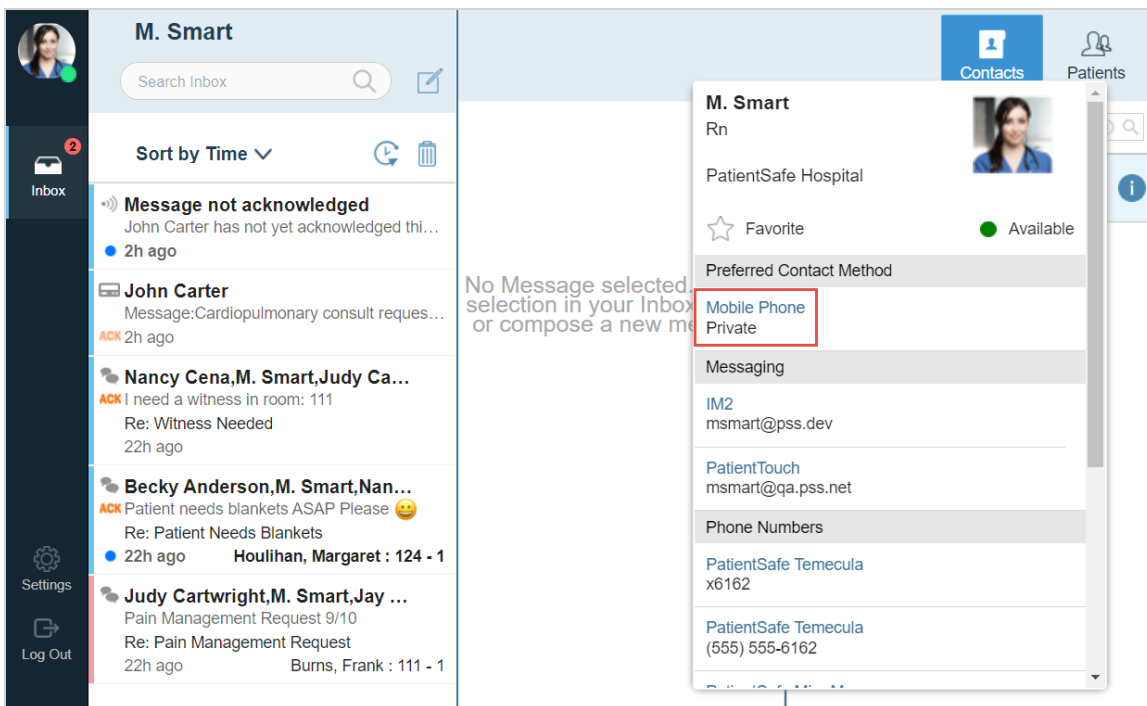 M. Smart
Search Inbox
2
Inbox
Sort by Time
Message not acknowledged
John Carter has not yet acknowledged thi...
2h ago
John Carter
Message:Cardiopulmonary consult reques...
ACK 2h ago
Nancy Cena,M. Smart,Judy Ca...
ACK I need a witness in room: 111
Re: Witness Needed
22h ago
Becky Anderson,M. Smart,Nan...
ACK Patient needs blankets ASAP Please 😀
Re: Patient Needs Blankets
22h ago Houlihan, Margaret : 124 - 1
Judy Cartwright,M. Smart,Jay ...
Pain Management Request 9/10
Re: Pain Management Request
22h ago Burns, Frank : 111 - 1
Settings
Log Out
No Message selected.
selection in your Inbox
or compose a new
Contacts
Patients
M. Smart
Rn
PatientSafe Hospital
Favorite
Available
Preferred Contact Method
Mobile Phone
Private
Messaging
IM2
msmart@pss.dev
PatientTouch
msmart@qa.pss.net
Phone Numbers
PatientSafe Temecula
x6162
PatientSafe Temecula
(555) 555-6162